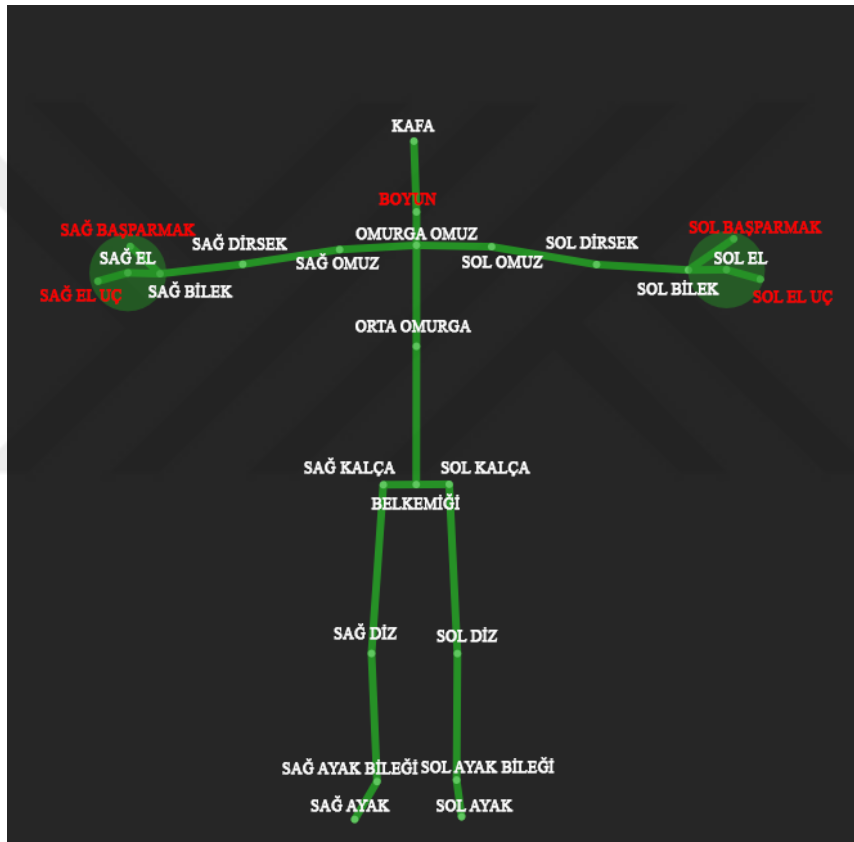 KAFA
BOYUN
SAĞ BAŞPARMAK
SOL BAŞPARMAK
OMURGA OMUZ
SAĞ DİRSEK
SOL DİRSEK
SAĞ EL
SAĞ OMUZ
SOL OMUZ
SOL EL
SAĞ EL UÇ
SAĞ BİLEK
SOL BİLEK
SOL EL UÇ
ORTA OMURGA
SAĞ KALÇA
SOL KALÇA
BELKEMİĞİ
SAĞ DİZ
SOL DİZ
SAĞ AYAK BİLEĞİ
SOL AYAK BİLEĞİ
SAĞ AYAK
SOL AYAK